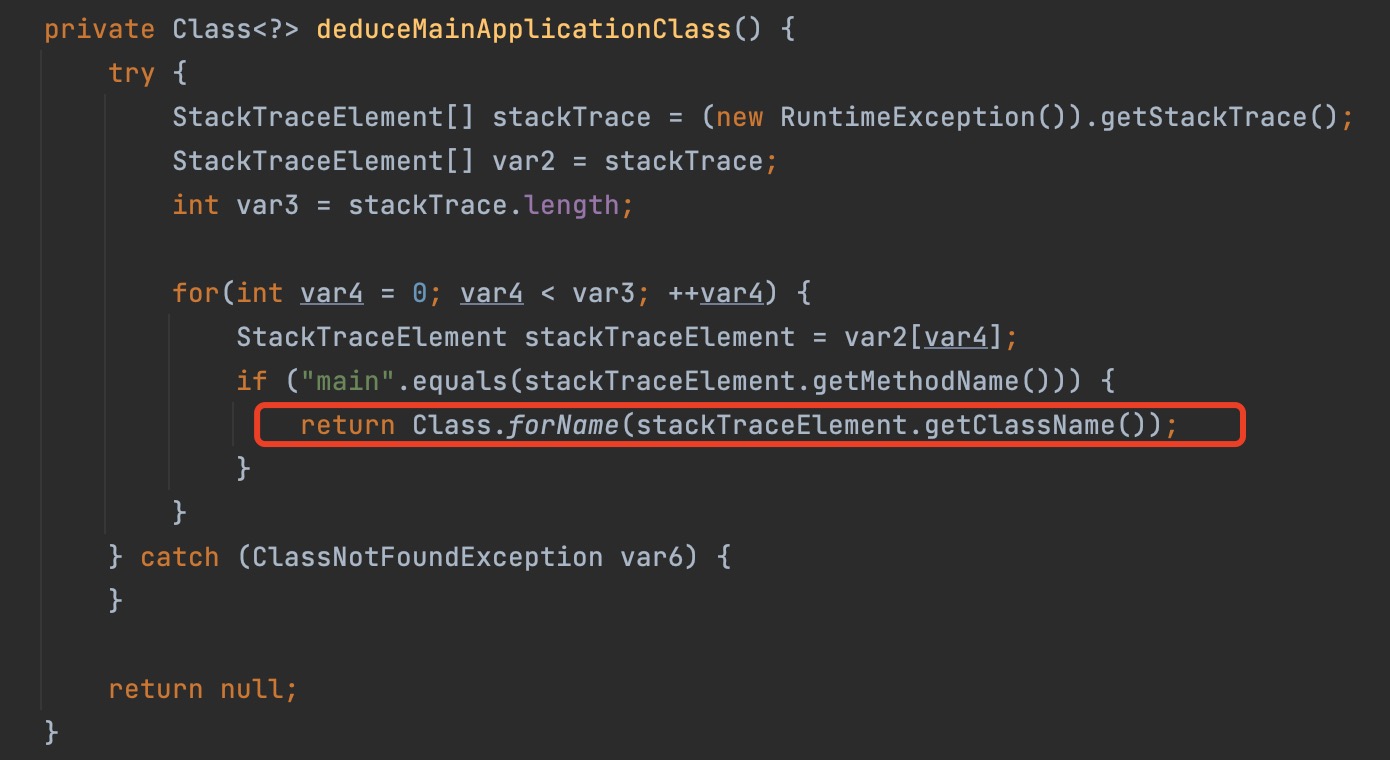 private Class<?> deduceMainApplicationClass() {
    try {
        StackTraceElement[] stackTrace = (new RuntimeException()).getStackTrace();
        StackTraceElement[] var2 = stackTrace;
        int var3 = stackTrace.length;

        for(int var4 = 0; var4 < var3; ++var4) {
            StackTraceElement stackTraceElement = var2[var4];
            if ("main".equals(stackTraceElement.getMethodName())) {
                return Class.forName(stackTraceElement.getClassName());
            }
        }
    } catch (ClassNotFoundException var6) {
    }

    return null;
}